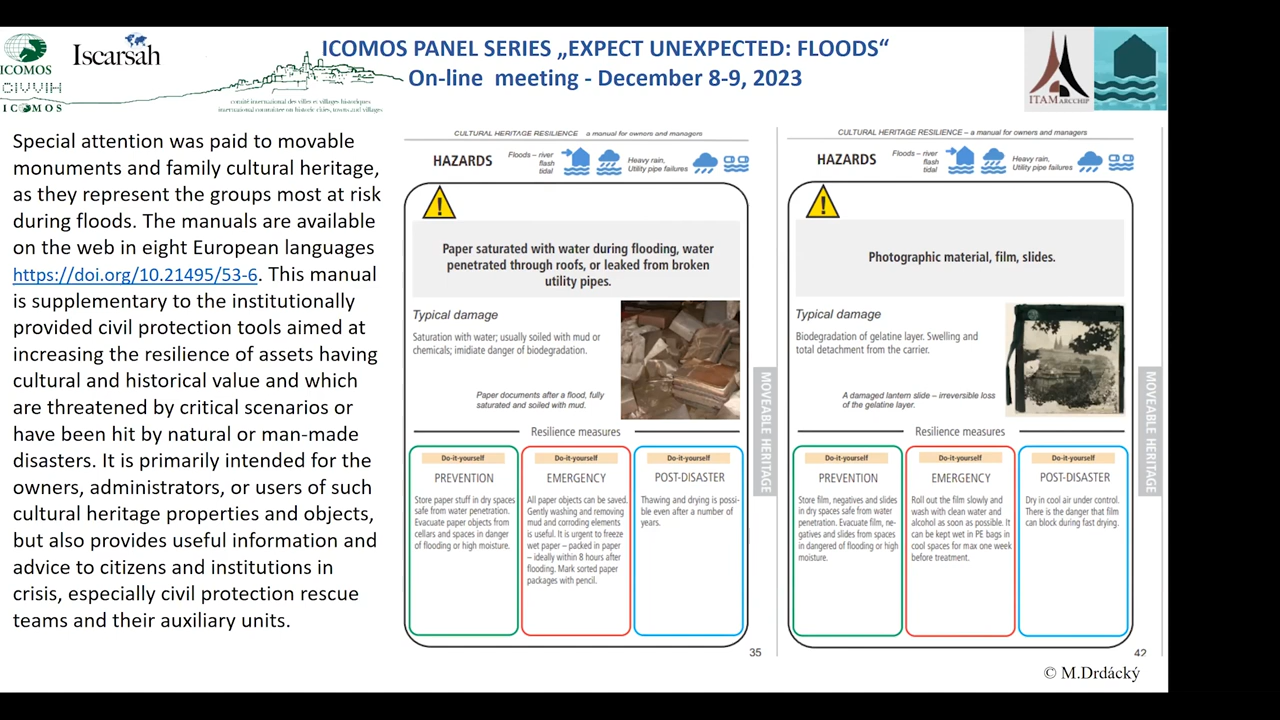 ICOMOS
CIVVIH
ICOMOS
Iscarsah
comité international des villes et villages historiques
international committee on historic cities, towns and villages
ICOMOS PANEL SERIES „EXPECT UNEXPECTED: FLOODS“
On-line meeting - December 8-9, 2023
ITAM ARCCHIP
Special attention was paid to movable
monuments and family cultural heritage,
as they represent the groups most at risk
during floods. The manuals are available
on the web in eight European languages
https://doi.org/10.21495/53-6. This manual
is supplementary to the institutionally
provided civil protection tools aimed at
increasing the resilience of assets having
cultural and historical value and which
are threatened by critical scenarios or
have been hit by natural or man-made
disasters. It is primarily intended for the
owners, administrators, or users of such
cultural heritage properties and objects,
but also provides useful information and
advice to citizens and institutions in
crisis, especially civil protection rescue
teams and their auxiliary units.
CULTURAL HERITAGE RESILIENCE a manual for owners and managers
HAZARDS
Floods – river
flash
tidal
Heavy rain,
Utility pipe failures
Paper saturated with water during flooding, water
penetrated through roofs, or leaked from broken
utility pipes.
Typical damage
Saturation with water; usually soiled with mud or
chemicals; imidiate danger of biodegradation.
Paper documents after a flood, fully
saturated and soiled with mud.
Resilience measures
Do-it-yourself
PREVENTION
Store paper stuff in dry spaces
safe from water penetration.
Evacuate paper objects from
cellars and spaces in danger
of flooding or high moisture.
Do-it-yourself
EMERGENCY
All paper objects can be saved.
Gently washing and removing
mud and corroding elements
is useful. It is urgent to freeze
wet paper – packed in paper
– ideally within 8 hours after
flooding. Mark sorted paper
packages with pencil.
Do-it-yourself
POST-DISASTER
Thawing and drying is possi-
ble even after a number of
years.
MOVEABLE HERITAGE
35
CULTURAL HERITAGE RESILIENCE – a manual for owners and managers
HAZARDS
Floods – river
flash
tidal
Heavy rain,
Utility pipe failures
Photographic material, film, slides.
Typical damage
Biodegradation of gelatine layer. Swelling and
total detachment from the carrier.
A damaged lantern slide – irreversible loss
of the gelatine layer.
Resilience measures
Do-it-yourself
PREVENTION
Store film, negatives and slides
in dry spaces safe from water
penetration. Evacuate film, ne-
gatives and slides from spaces
in dangered of flooding or high
moisture.
Do-it-yourself
EMERGENCY
Roll out the film slowly and
wash with clean water and
alcohol as soon as possible. It
can be kept wet in PE bags in
cool spaces for max one week
before treatment.
Do-it-yourself
POST-DISASTER
Dry in cool air under control.
There is the danger that film
can block during fast drying.
MOVEABLE HERITAGE
42
© M.Drdácký